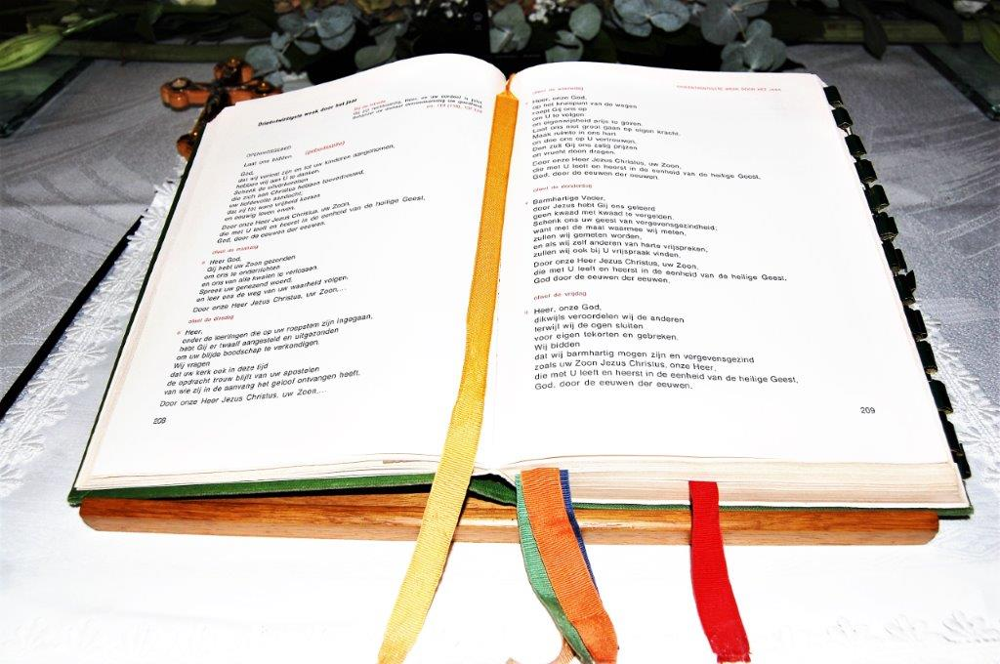 Drieëntwintigste week door het jaar
OPENINGSGEBED (gebedsstilte)
Laat ons bidden
God,
dat wij verlost zijn en tot uw kinderen aangenomen,
hebben wij aan U te danken.
Schenk de uitverkorenen
die zich aan Christus hebben toevertrouwd,
uw liefdevolle aandacht:
dat zij tot ware vrijheid komen
en eeuwig leven erven.
Door onze Heer Jezus Christus, uw Zoon,
die met U leeft en heerst in de eenheid van de heilige Geest,
God, door de eeuwen der eeuwen.
ofwel de maandag
Heer God,
Gij hebt uw Zoon gezonden
om ons te onderrichten
en ons van alle kwalen te verlossen.
Spreek uw genezend woord,
en leer ons de weg van uw waarheid volgen.
Door onze Heer Jezus Christus, uw Zoon,...
ofwel de dinsdag
Heer,
onder de leerlingen die op uw roepstem zijn ingegaan,
hebt Gij er twaalf aangesteld en uitgezonden
om uw blijde boodschap te verkondigen.
Wij vragen
dat uw kerk ook in deze tijd
de opdracht trouw blijft van uw apostelen
van wie zij in de aanvang het geloof ontvangen heeft.
Door onze Heer Jezus Christus, uw Zoon,...
208
DRIEËNTWINTIGSTE WEEK DOOR HET JAAR
ofwel de woensdag
Heer, onze God,
op het kruispunt van de wegen
roept Gij ons op
om U te volgen
en eigenwijsheid prijs te geven.
Laat ons niet groot gaan op eigen kracht.
Maak ruimte in ons hart
en doe ons op U vertrouwen.
Dan zult Gij ons zalig prijzen
en vrucht doen dragen.
Door onze Heer Jezus Christus, uw Zoon,
die met U leeft en heerst in de eenheid van de heilige Geest,
God, door de eeuwen der eeuwen.
ofwel de donderdag
Barmhartige Vader,
door Jezus hebt Gij ons geleerd
geen kwaad met kwaad te vergelden.
Schenk ons uw geest van vergevensgezindheid;
want met de maat waarmee wij meten,
zullen wij gemeten worden,
en als wij zelf anderen van harte vrijspreken,
zullen wij ook bij U vrijspraak vinden.
Door onze Heer Jezus Christus, uw Zoon,
die met U leeft en heerst in de eenheid van de heilige Geest,
God door de eeuwen der eeuwen.
ofwel de vrijdag
Heer, onze God,
dikwijls veroordelen wij de anderen
terwijl wij de ogen sluiten
voor eigen tekorten en gebreken.
Wij bidden
dat wij barmhartig mogen zijn en vergevensgezind
zoals uw Zoon Jezus Christus, onze Heer,
die met U leeft en heerst in de eenheid van de heilige Geest,
God, door de eeuwen der eeuwen.
209